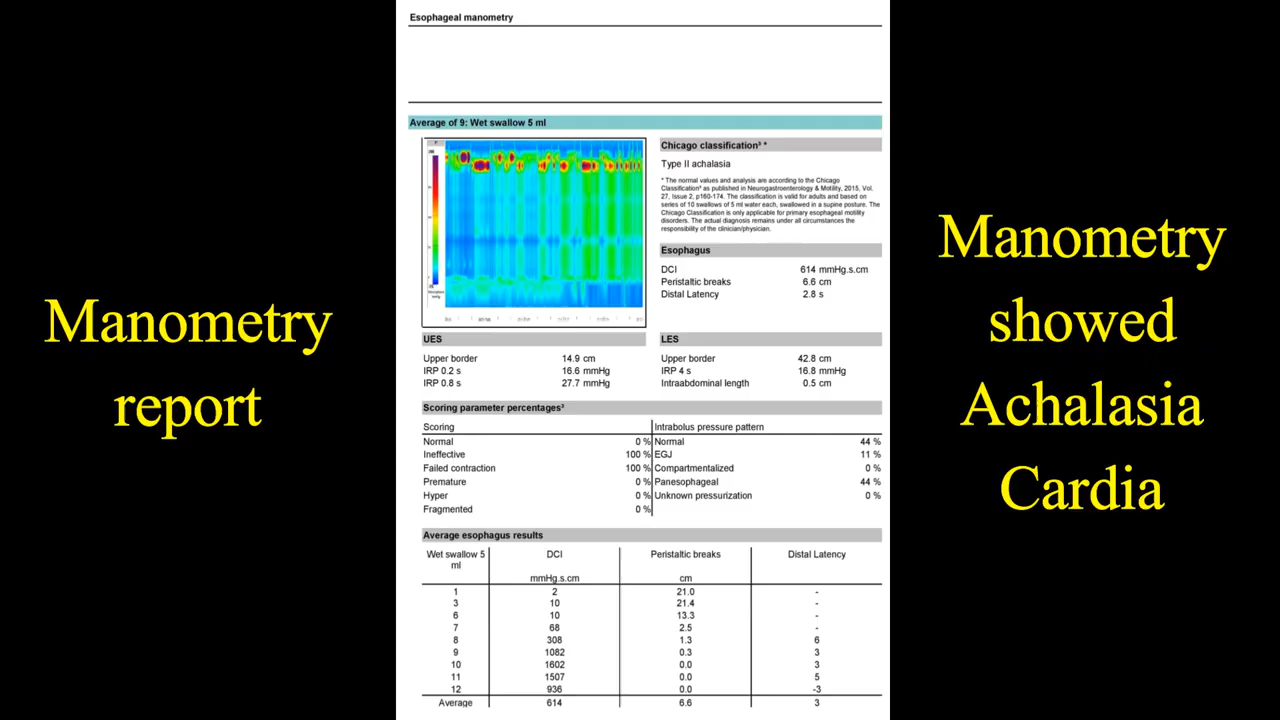 Manometry
report
Esophageal manometry
Average of 9: Wet swallow 5 ml
Chicago classification³ *
Type II achalasia
* The normal values and analysis are according to the Chicago
Classification³ as published in Neurogastroenterology & Motility, 2015, Vol.
27, Issue 2, p160-174. The classification is valid for adults and based on
series of 10 swallows of 5 ml water each, swallowed in a supine posture. The
Chicago Classification is only applicable for primary esophageal motility
disorders. The actual diagnosis remains under all circumstances the
responsibility of the clinician/physician.
Esophagus
DCI 614 mmHg.s.cm
Peristaltic breaks 6.6 cm
Distal Latency 2.8 s
UES
Upper border 14.9 cm
IRP 0.2 s 16.6 mmHg
IRP 0.8 s 27.7 mmHg
LES
Upper border 42.8 cm
IRP 4 s 16.8 mmHg
Intraabdominal length 0.5 cm
Scoring parameter percentages³
Scoring Intrabolus pressure pattern
Normal 0 % Normal 44 %
Ineffective 100 % EGJ 11 %
Failed contraction 100 % Compartmentalized 0 %
Premature 0 % Panesophageal 44 %
Hyper 0 % Unknown pressurization 0 %
Fragmented 0 %
Average esophagus results
Wet swallow 5 DCI Peristaltic breaks Distal Latency
ml
mmHg.s.cm cm
1 2 21.0 -
3 10 21.4 -
6 10 13.3 -
7 68 2.5 -
8 308 1.3 6
9 1082 0.3 3
10 1602 0.0 3
11 1507 0.0 5
12 936 0.0 -3
Average 614 6.6 3
Manometry
showed
Achalasia
Cardia